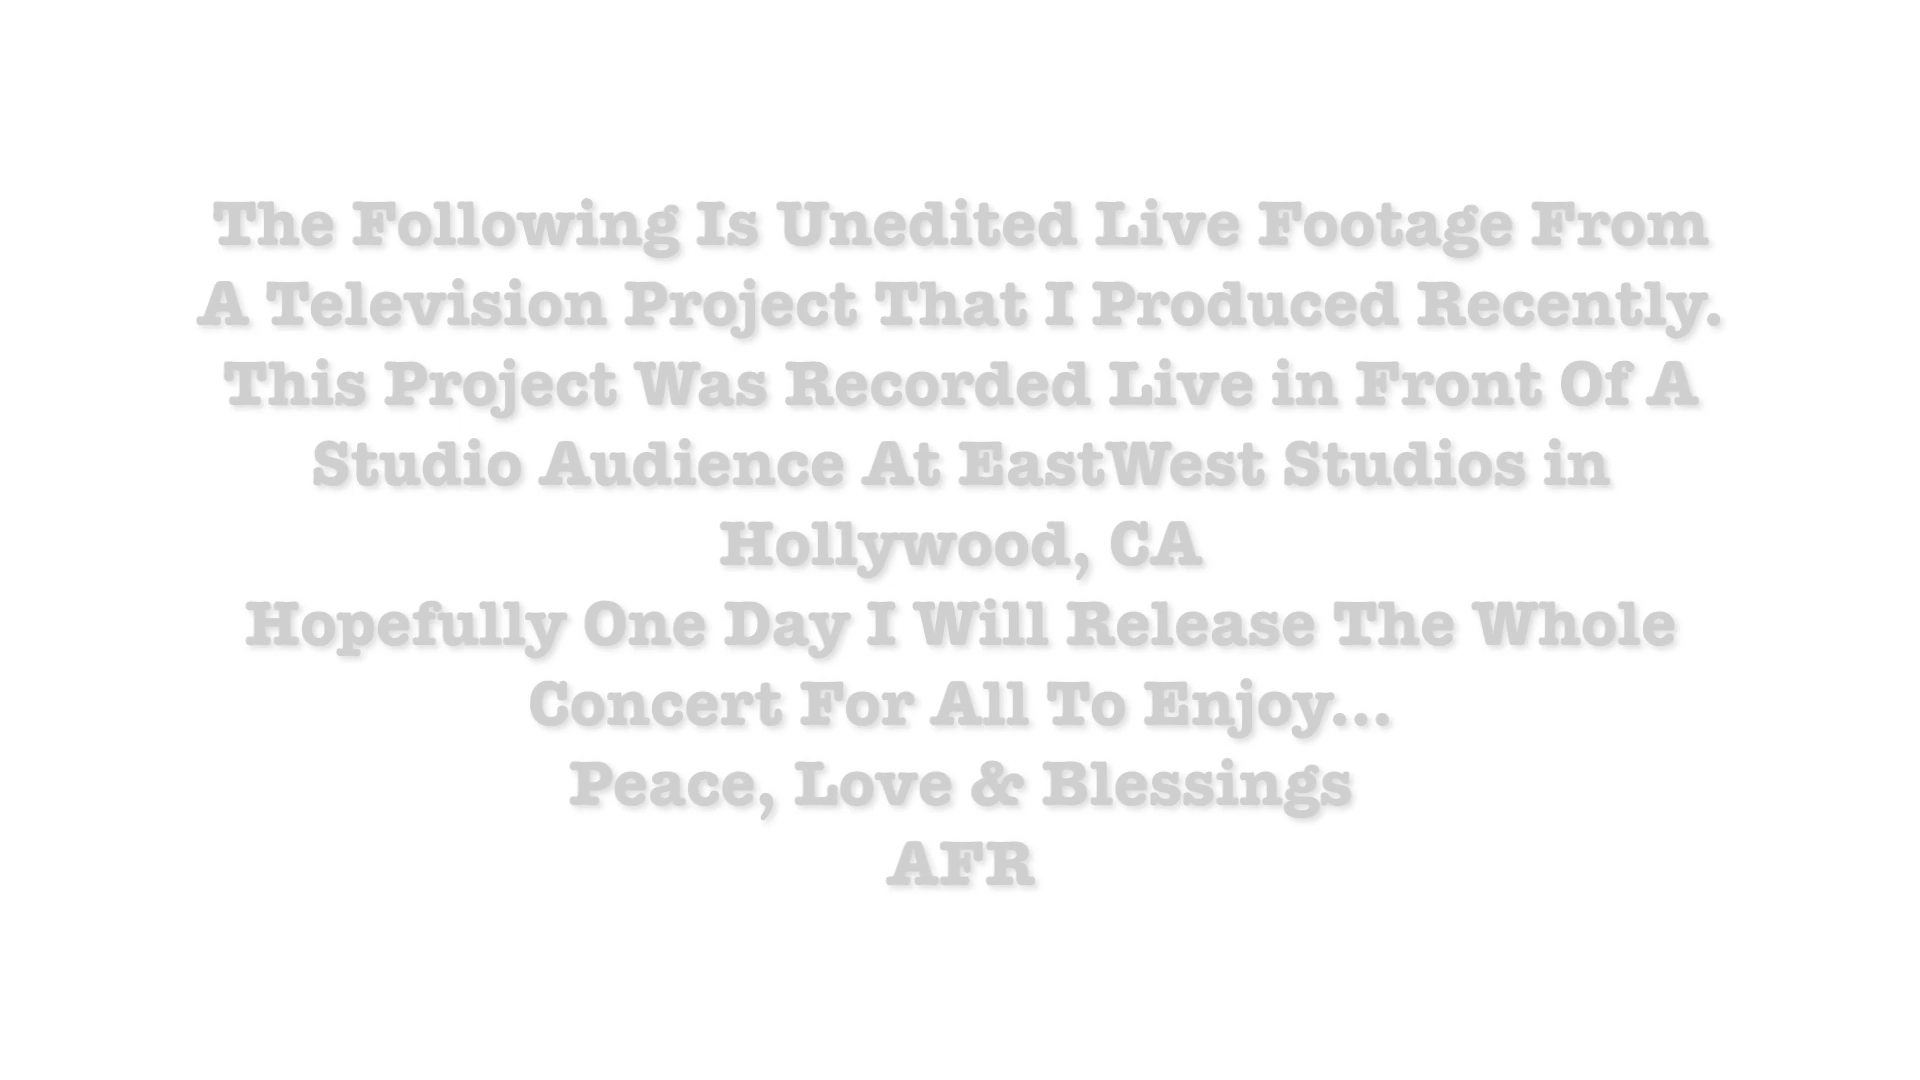 The Following Is Unedited Live Footage From
A Television Project That I Produced Recently.
This Project Was Recorded Live in Front Of A
Studio Audience At EastWest Studios in
Hollywood, CA
Hopefully One Day I Will Release The Whole
Concert For All To Enjoy...
Peace, Love & Blessings
AFR